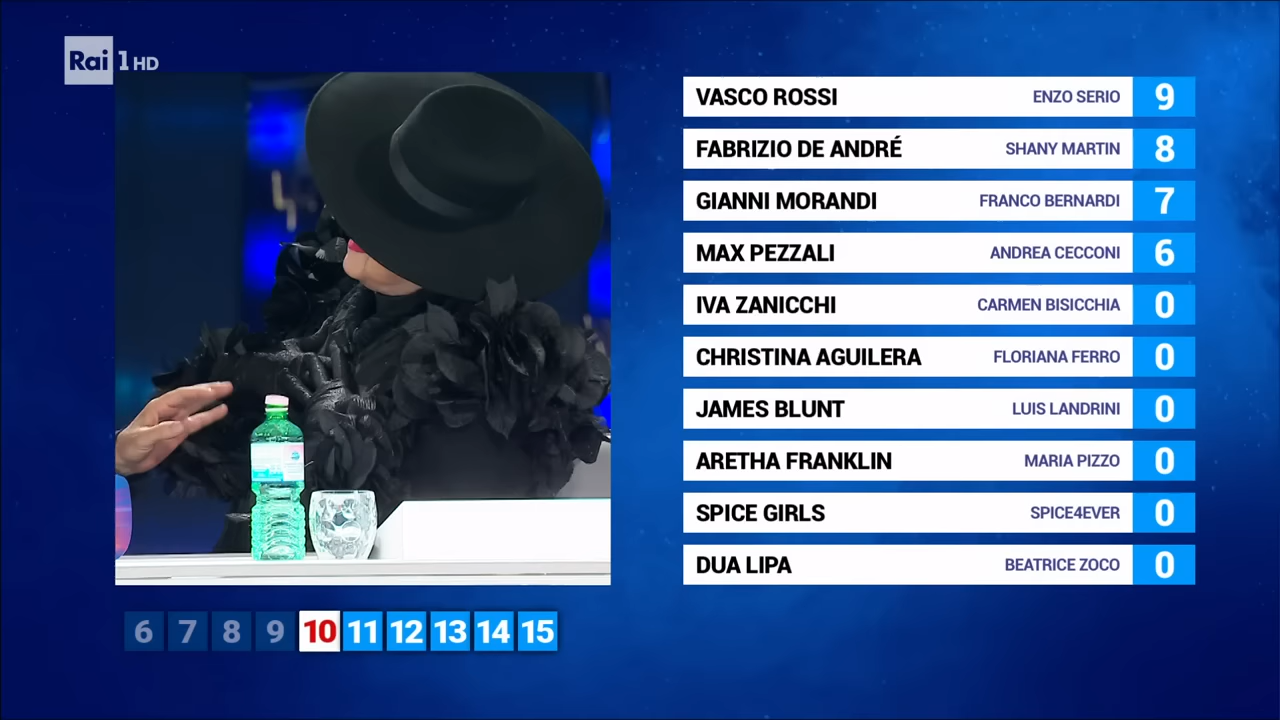 Rai 1 HD
VASCO ROSSI ENZO SERIO 9
FABRIZIO DE ANDRÉ SHANY MARTIN 8
GIANNI MORANDI FRANCO BERNARDI 7
MAX PEZZALI ANDREA CECCONI 6
IVA ZANICCHI CARMEN BISICCHIA 0
CHRISTINA AGUILERA FLORIANA FERRO 0
JAMES BLUNT LUIS LANDRINI 0
ARETHA FRANKLIN MARIA PIZZO 0
SPICE GIRLS SPICE4EVER 0
DUA LIPA BEATRICE ZOCO 0
6 7 8 9 10 11 12 13 14 15